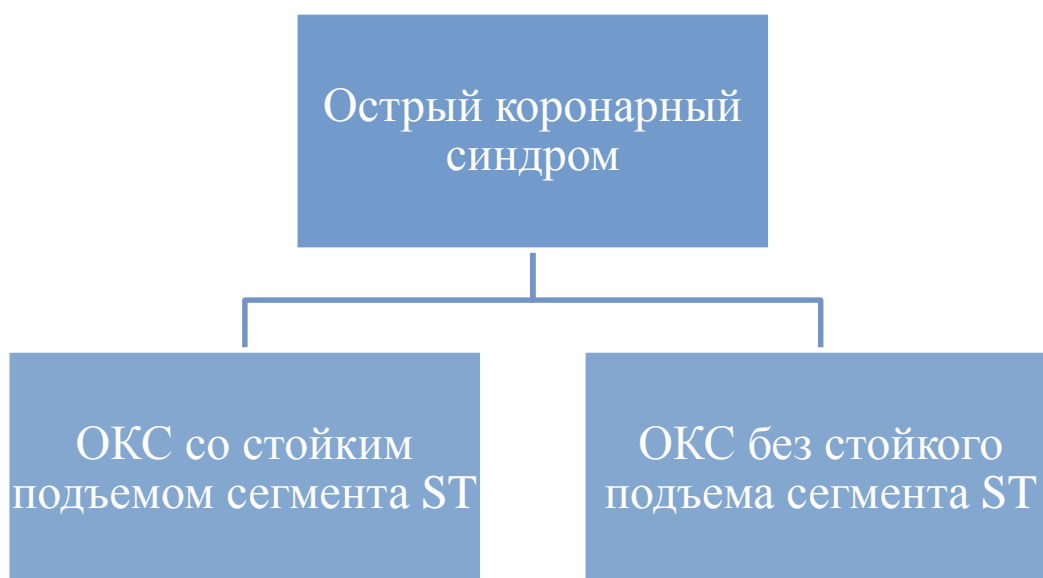 Острый коронарный
синдром
ОКС со стойким
подъемом сегмента ST
ОКС без стойкого
подъема сегмента ST